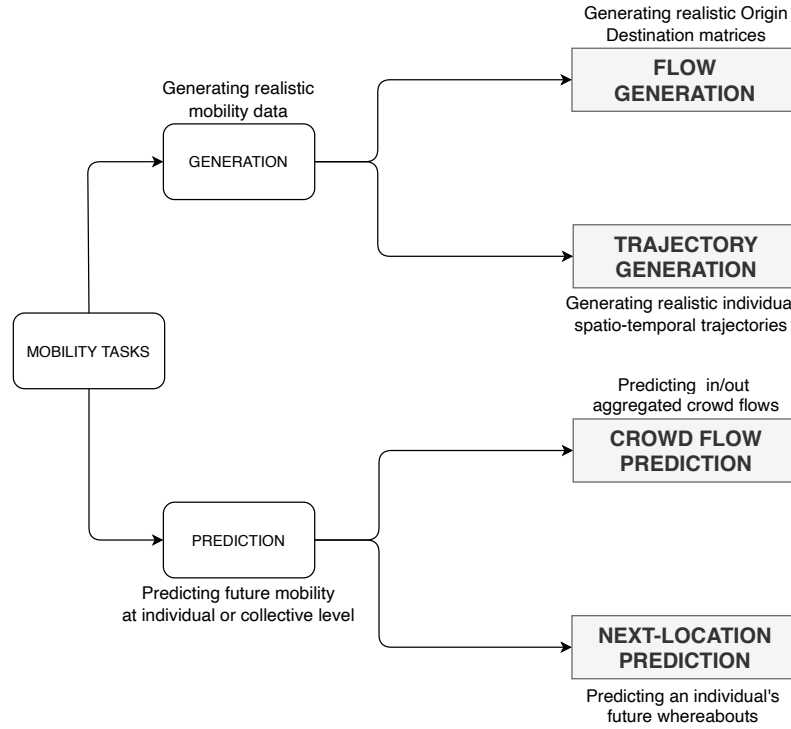 Generating realistic Origin
Destination matrices
FLOW
GENERATION
Generating realistic
mobility data
GENERATION
TRAJECTORY
GENERATION
Generating realistic individua
spatio-temporal trajectories
MOBILITY TASKS
Predicting in/out
aggregated crowd flows
CROWD FLOW
PREDICTION
PREDICTION
Predicting future mobility
at individual or collective level
NEXT-LOCATION
PREDICTION
Predicting an individual's
future whereabouts